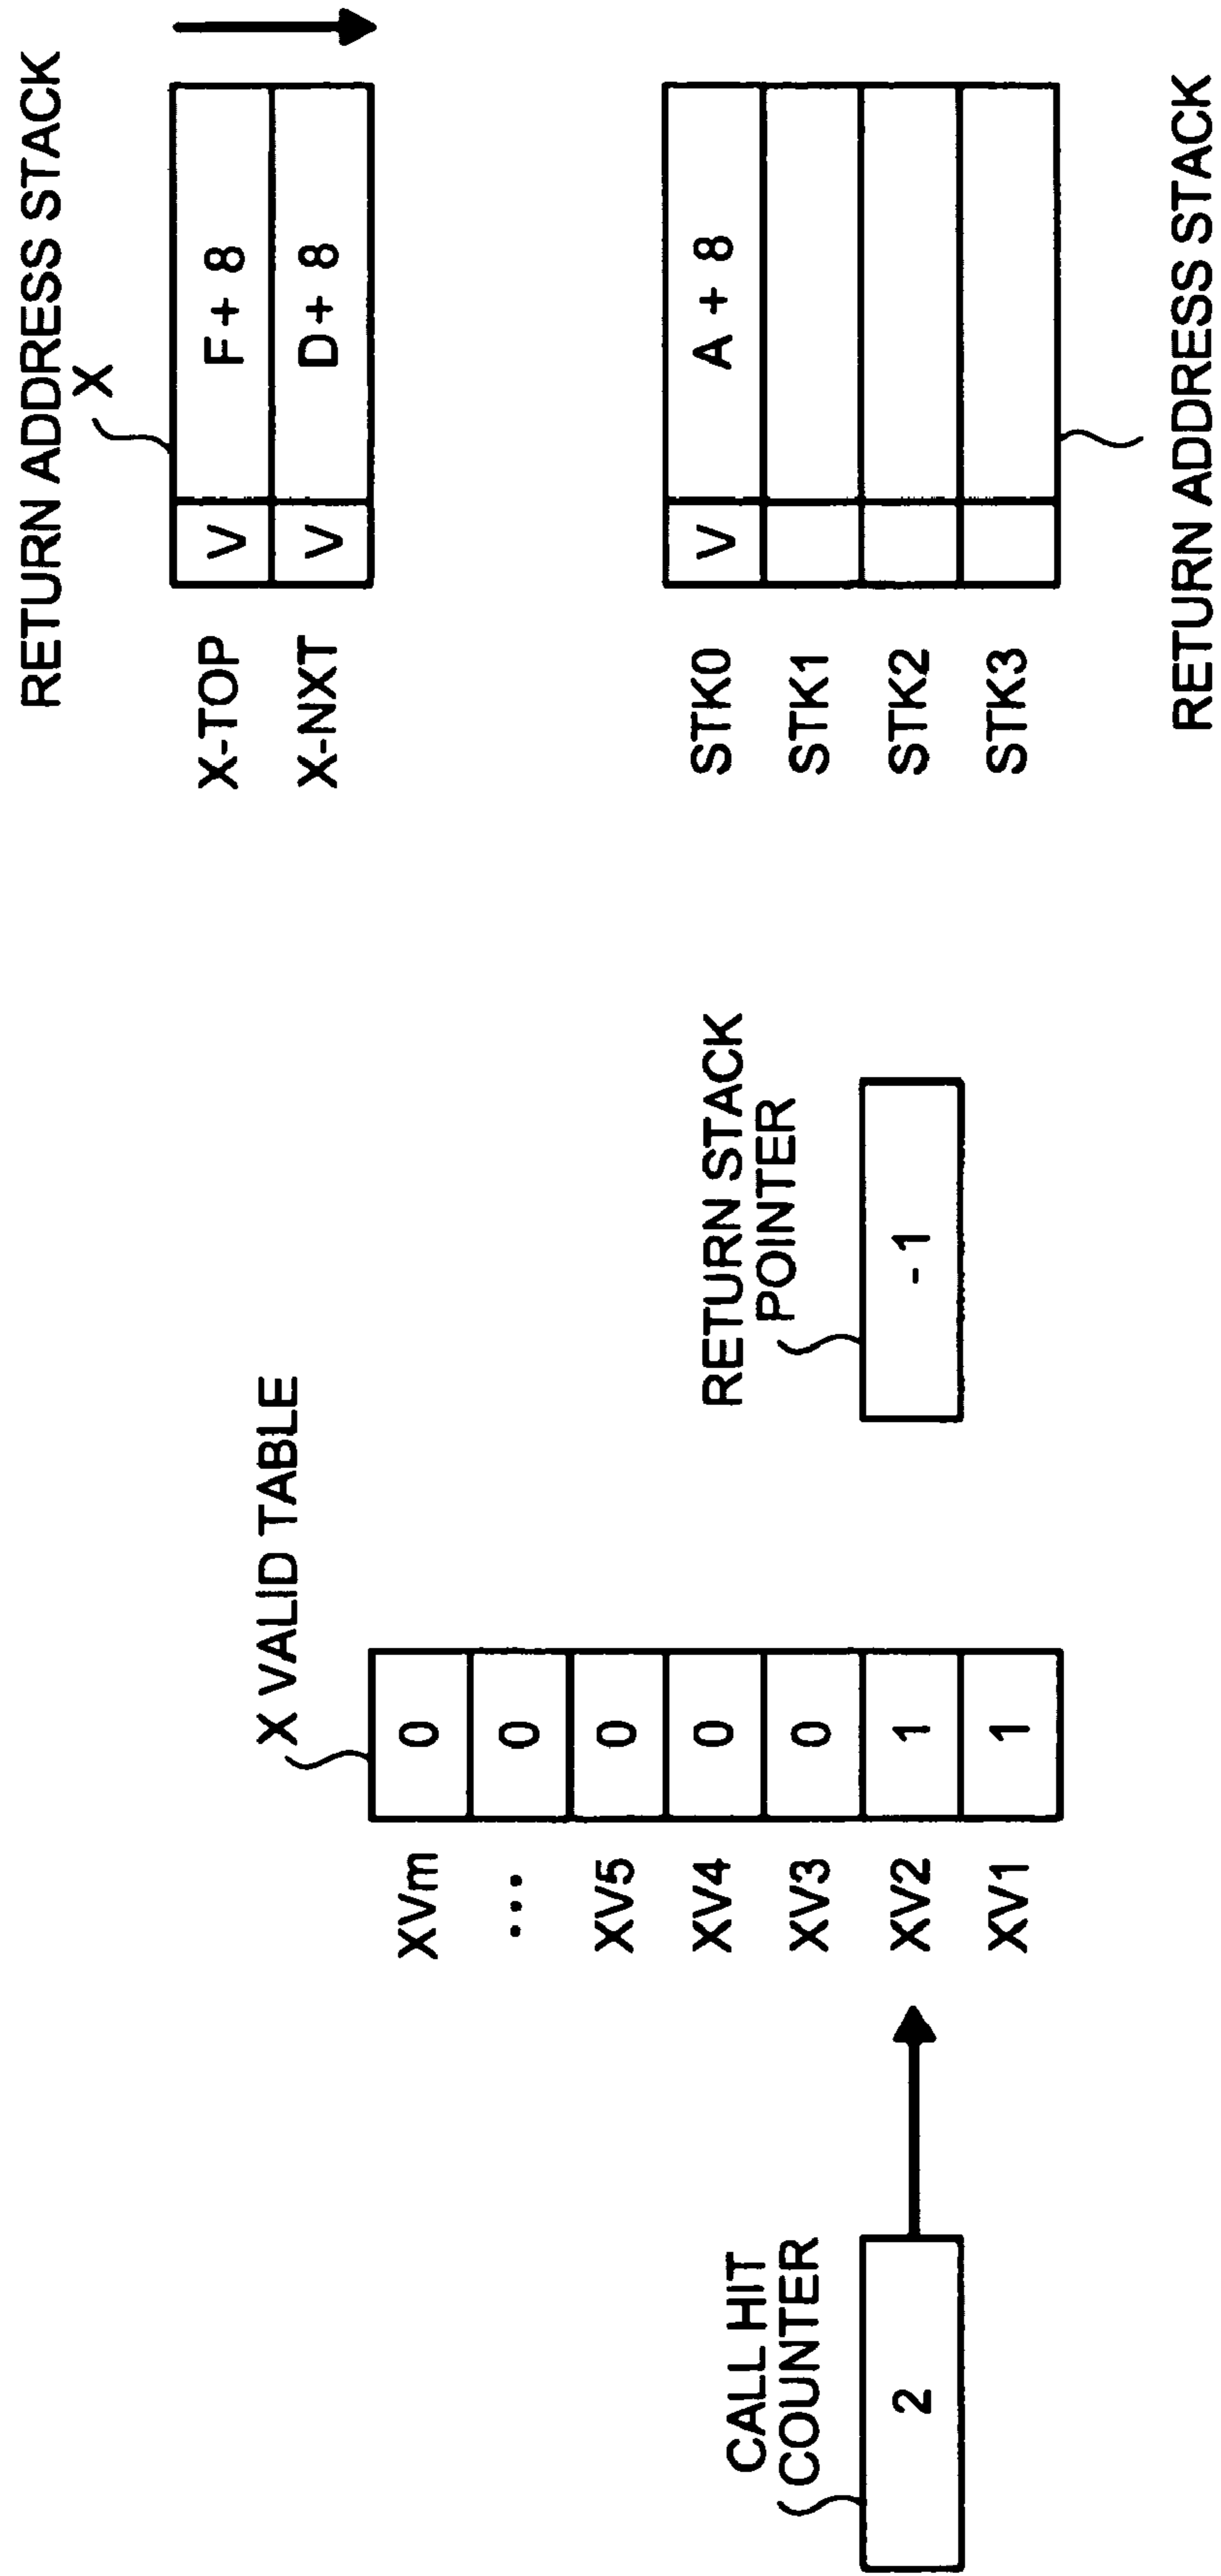 CALL HIT
COUNTER
2
X VALID TABLE
XVm 0
... 0
XV5 0
XV4 0
XV3 0
XV2 1
XV1 1
RETURN STACK
POINTER
- 1
RETURN ADDRESS STACK
X
X-TOP V F + 8
X-NXT V D + 8
STK0 V A + 8
STK1
STK2
STK3
RETURN ADDRESS STACK